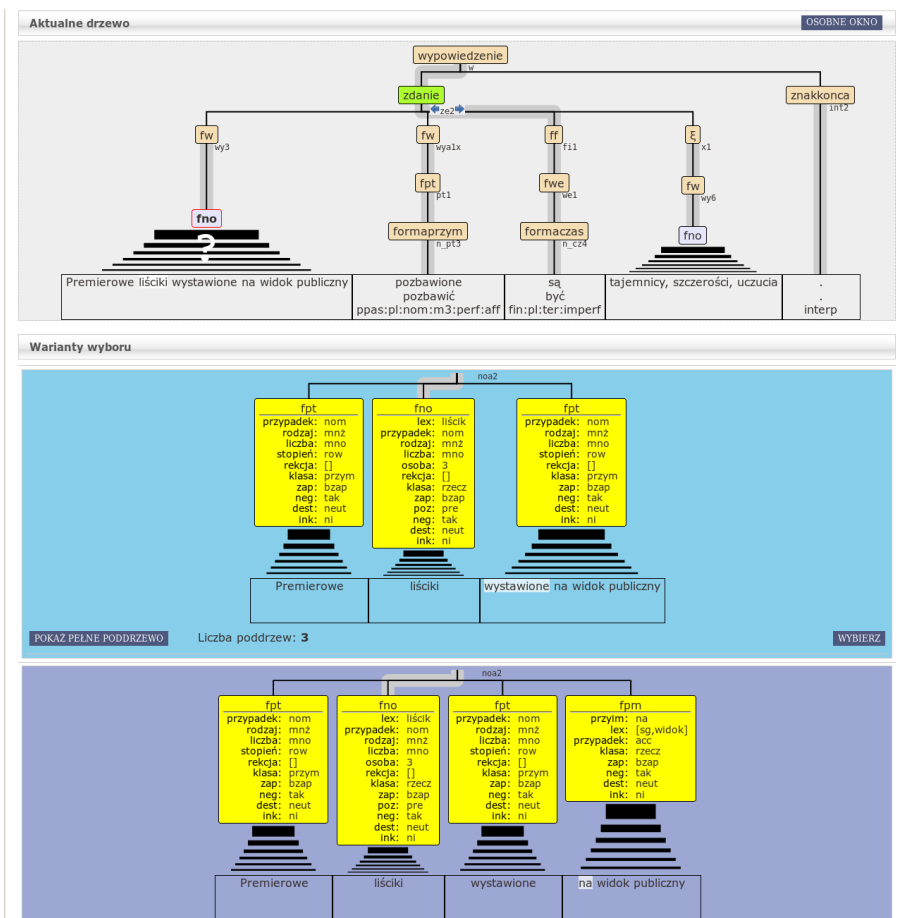 Aktualne drzewo OSOBNE OKNO
wypowiedzenie
w
zdanie znakkonca
ze2 int2
fw fw ff ξ
wy3 wya1x fi1 x1
fpt fwe fw
pt1 we1 wy6
fno
formaprzym formaczas fno
? n_pt3 n_cz4
Premierowe liściki wystawione na widok publiczny pozbawione są tajemnicy, szczerości, uczucia .
pozbawić być .
ppas:pl:nom:m3:perf:aff fin:pl:ter:imperf interp
Warianty wyboru
noa2
fpt fno fpt
przypadek: nom lex: liścik przypadek: nom
rodzaj: mnż przypadek: nom rodzaj: mnż
liczba: mno rodzaj: mnż liczba: mno
stopień: row liczba: mno stopień: row
rekcja: [] osoba: 3 rekcja: []
klasa: przym rekcja: [] klasa: przym
zap: bzap klasa: rzecz zap: bzap
neg: tak zap: bzap neg: tak
dest: neut poz: pre dest: neut
ink: ni neg: tak ink: ni
dest: neut
ink: ni
Premierowe liściki wystawione na widok publiczny
POKAŻ PEŁNE PODDRZEWO Liczba poddrzew: 3 WYBIERZ
noa2
fpt fno fpt fpm
przypadek: nom lex: liścik przypadek: nom przyim: na
rodzaj: mnż przypadek: nom rodzaj: mnż lex: [sg,widok]
liczba: mno rodzaj: mnż liczba: mno przypadek: acc
stopień: row liczba: mno stopień: row klasa: rzecz
rekcja: [] osoba: 3 rekcja: [] zap: bzap
klasa: przym rekcja: [] klasa: przym neg: tak
zap: bzap klasa: rzecz zap: bzap dest: neut
neg: tak zap: bzap neg: tak ink: ni
dest: neut poz: pre dest: neut
ink: ni neg: tak ink: ni
dest: neut
ink: ni
Premierowe liściki wystawione na widok publiczny